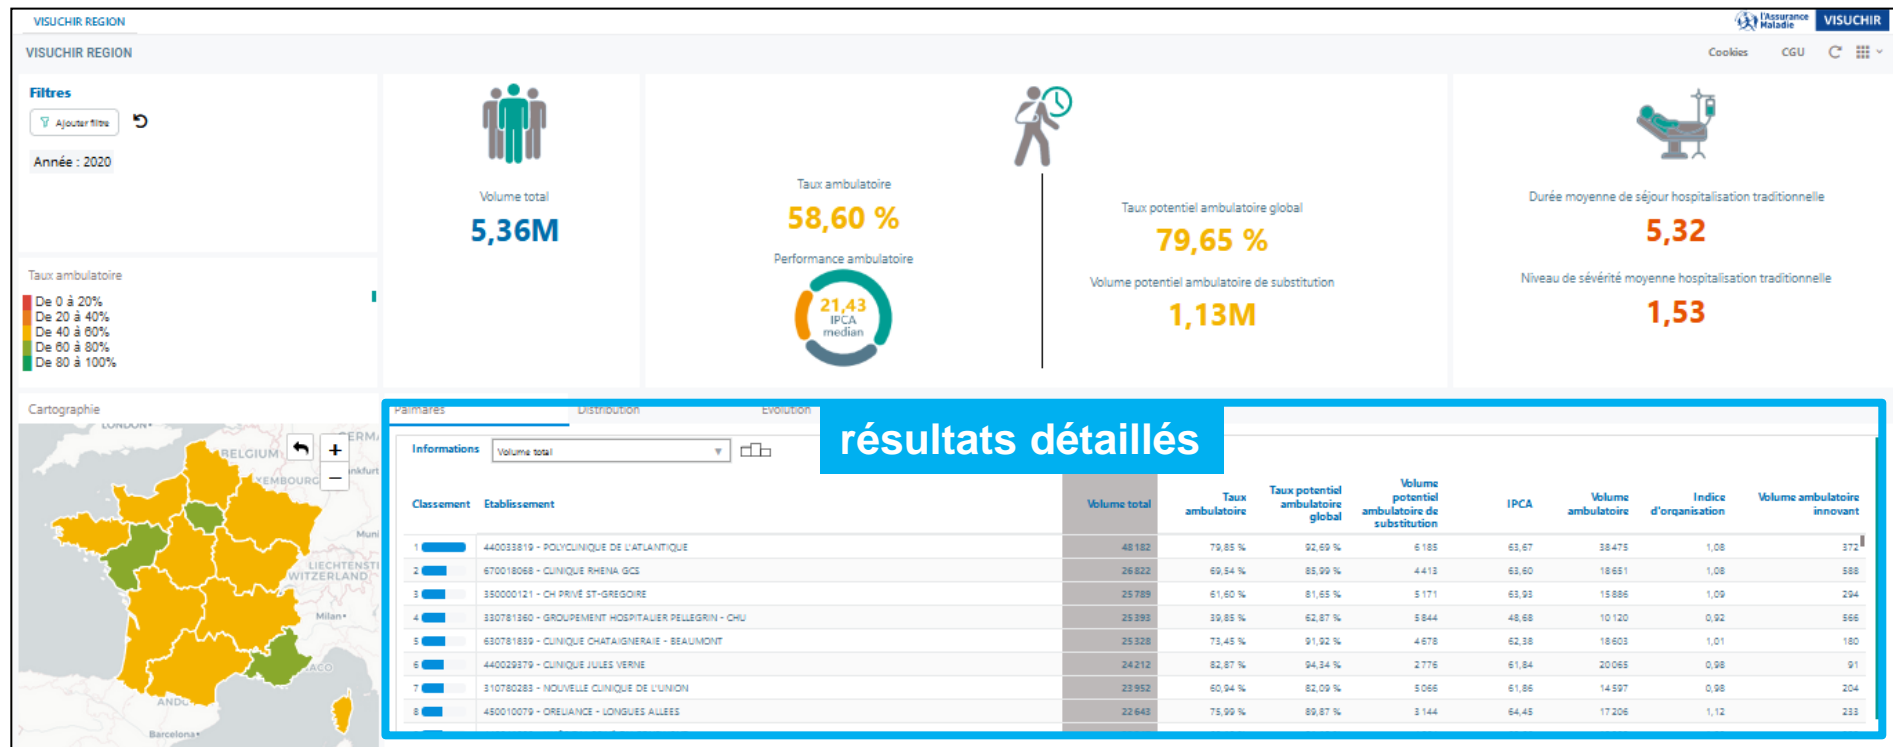 VISUCHIR REGION
l'Assurance
Maladie
VISUCHIR
VISUCHIR REGION
Cookies
CGU
Filtres
Ajouter filtre
Année : 2020
Volume total
5,36M
Taux ambulatoire
58,60 %
Performance ambulatoire
21,43
IPCA
median
Taux potentiel ambulatoire global
79,65 %
Volume potentiel ambulatoire de substitution
1,13M
Durée moyenne de séjour hospitalisation traditionnelle
5,32
Niveau de sévérité moyenne hospitalisation traditionnelle
1,53
Taux ambulatoire
De 0 à 20%
De 20 à 40%
De 40 à 60%
De 60 à 80%
De 80 à 100%
Cartographie
LONDON
BELGIUM
LIECHTENSTI
WITZERLAND
Milan
Barcelona
+
−
Palmarès
Distribution
Evolution
résultats détaillés
Informations
Volume total
Classement Etablissement Volume total Taux ambulatoire Taux potentiel ambulatoire global Volume potentiel ambulatoire de substitution IPCA Volume ambulatoire Indice d'organisation Volume ambulatoire innovant
1 440033819 - POLYCLINIQUE DE L'ATLANTIQUE 48 182 79,85 % 92,69 % 6 185 63,67 38 475 1,08 372
2 670018068 - CLINIQUE RHENA GCS 26 822 69,54 % 85,99 % 4 413 63,60 18 651 1,08 588
3 350000121 - CH PRIVÉ ST-GREGOIRE 25 789 61,60 % 81,65 % 5 171 63,93 15 886 1,09 294
4 330781360 - GROUPEMENT HOSPITALIER PELLEGRIN - CHU 25 393 39,85 % 62,87 % 5 844 48,68 10 120 0,92 566
5 630781839 - CLINIQUE CHATAIGNERAIE - BEAUMONT 25 328 73,45 % 91,92 % 4 678 62,38 18 603 1,01 180
6 440029379 - CLINIQUE JULES VERNE 24 212 82,87 % 94,34 % 2 776 61,84 20 065 0,98 91
7 310780283 - NOUVELLE CLINIQUE DE L'UNION 23 952 60,94 % 82,09 % 5 066 61,86 14 597 0,98 204
8 450010079 - ORELIANCE - LONGUES ALLEES 22 643 75,99 % 89,87 % 3 144 64,45 17 206 1,12 233